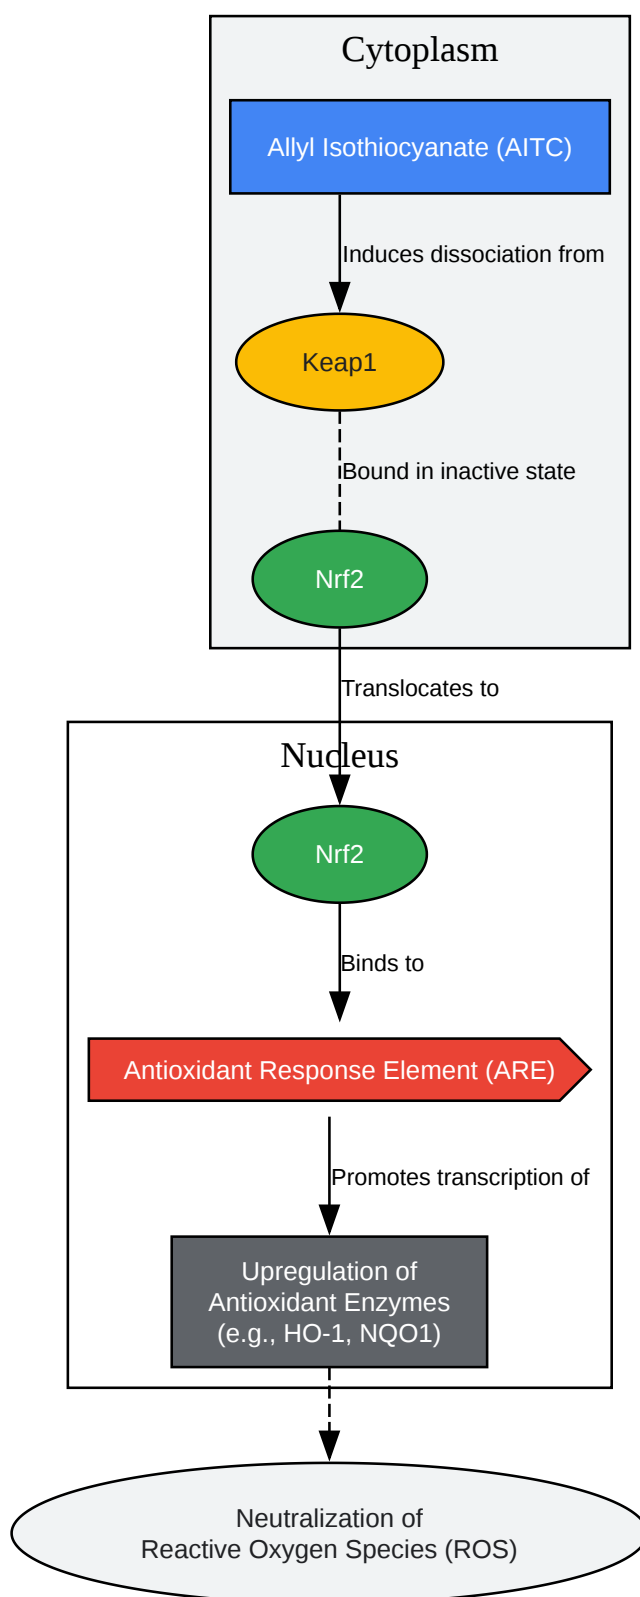 Cytoplasm
Allyl Isothiocyanate (AITC)
Induces dissociation from
Keap1
Bound in inactive state
Nrf2
Translocates to
Nucleus
Nrf2
Binds to
Antioxidant Response Element (ARE)
Promotes transcription of
Upregulation of
Antioxidant Enzymes
(e.g., HO-1, NQO1)
Neutralization of
Reactive Oxygen Species (ROS)